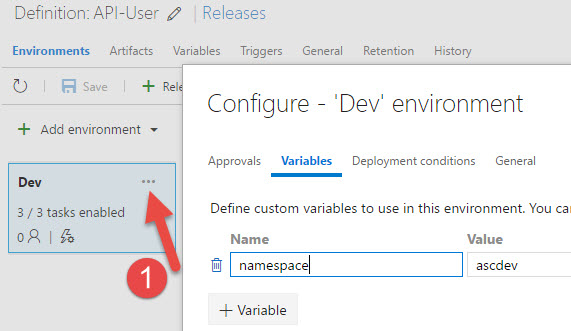 Definition: API-User | Releases
Environments Artifacts Variables Triggers General Retention History
Save + Rele
+ Add environment
Dev ...
3 / 3 tasks enabled
0
1
Configure - 'Dev' environment
Approvals Variables Deployment conditions General
Define custom variables to use in this environment. You can
Name Value
namespace ascdev
+ Variable